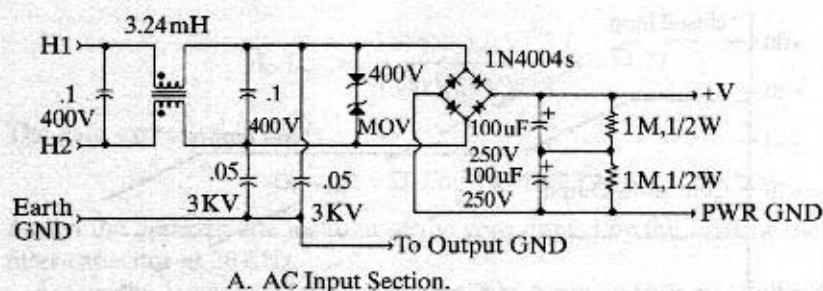 3.24mH
H1
.1
400V
H2
.1
400V
400V
MOV
1N4004s
+V
100uF
250V
100uF
250V
1M,1/2W
1M,1/2W
.05
3KV
.05
3KV
Earth
GND
PWR GND
To Output GND
A. AC Input Section.